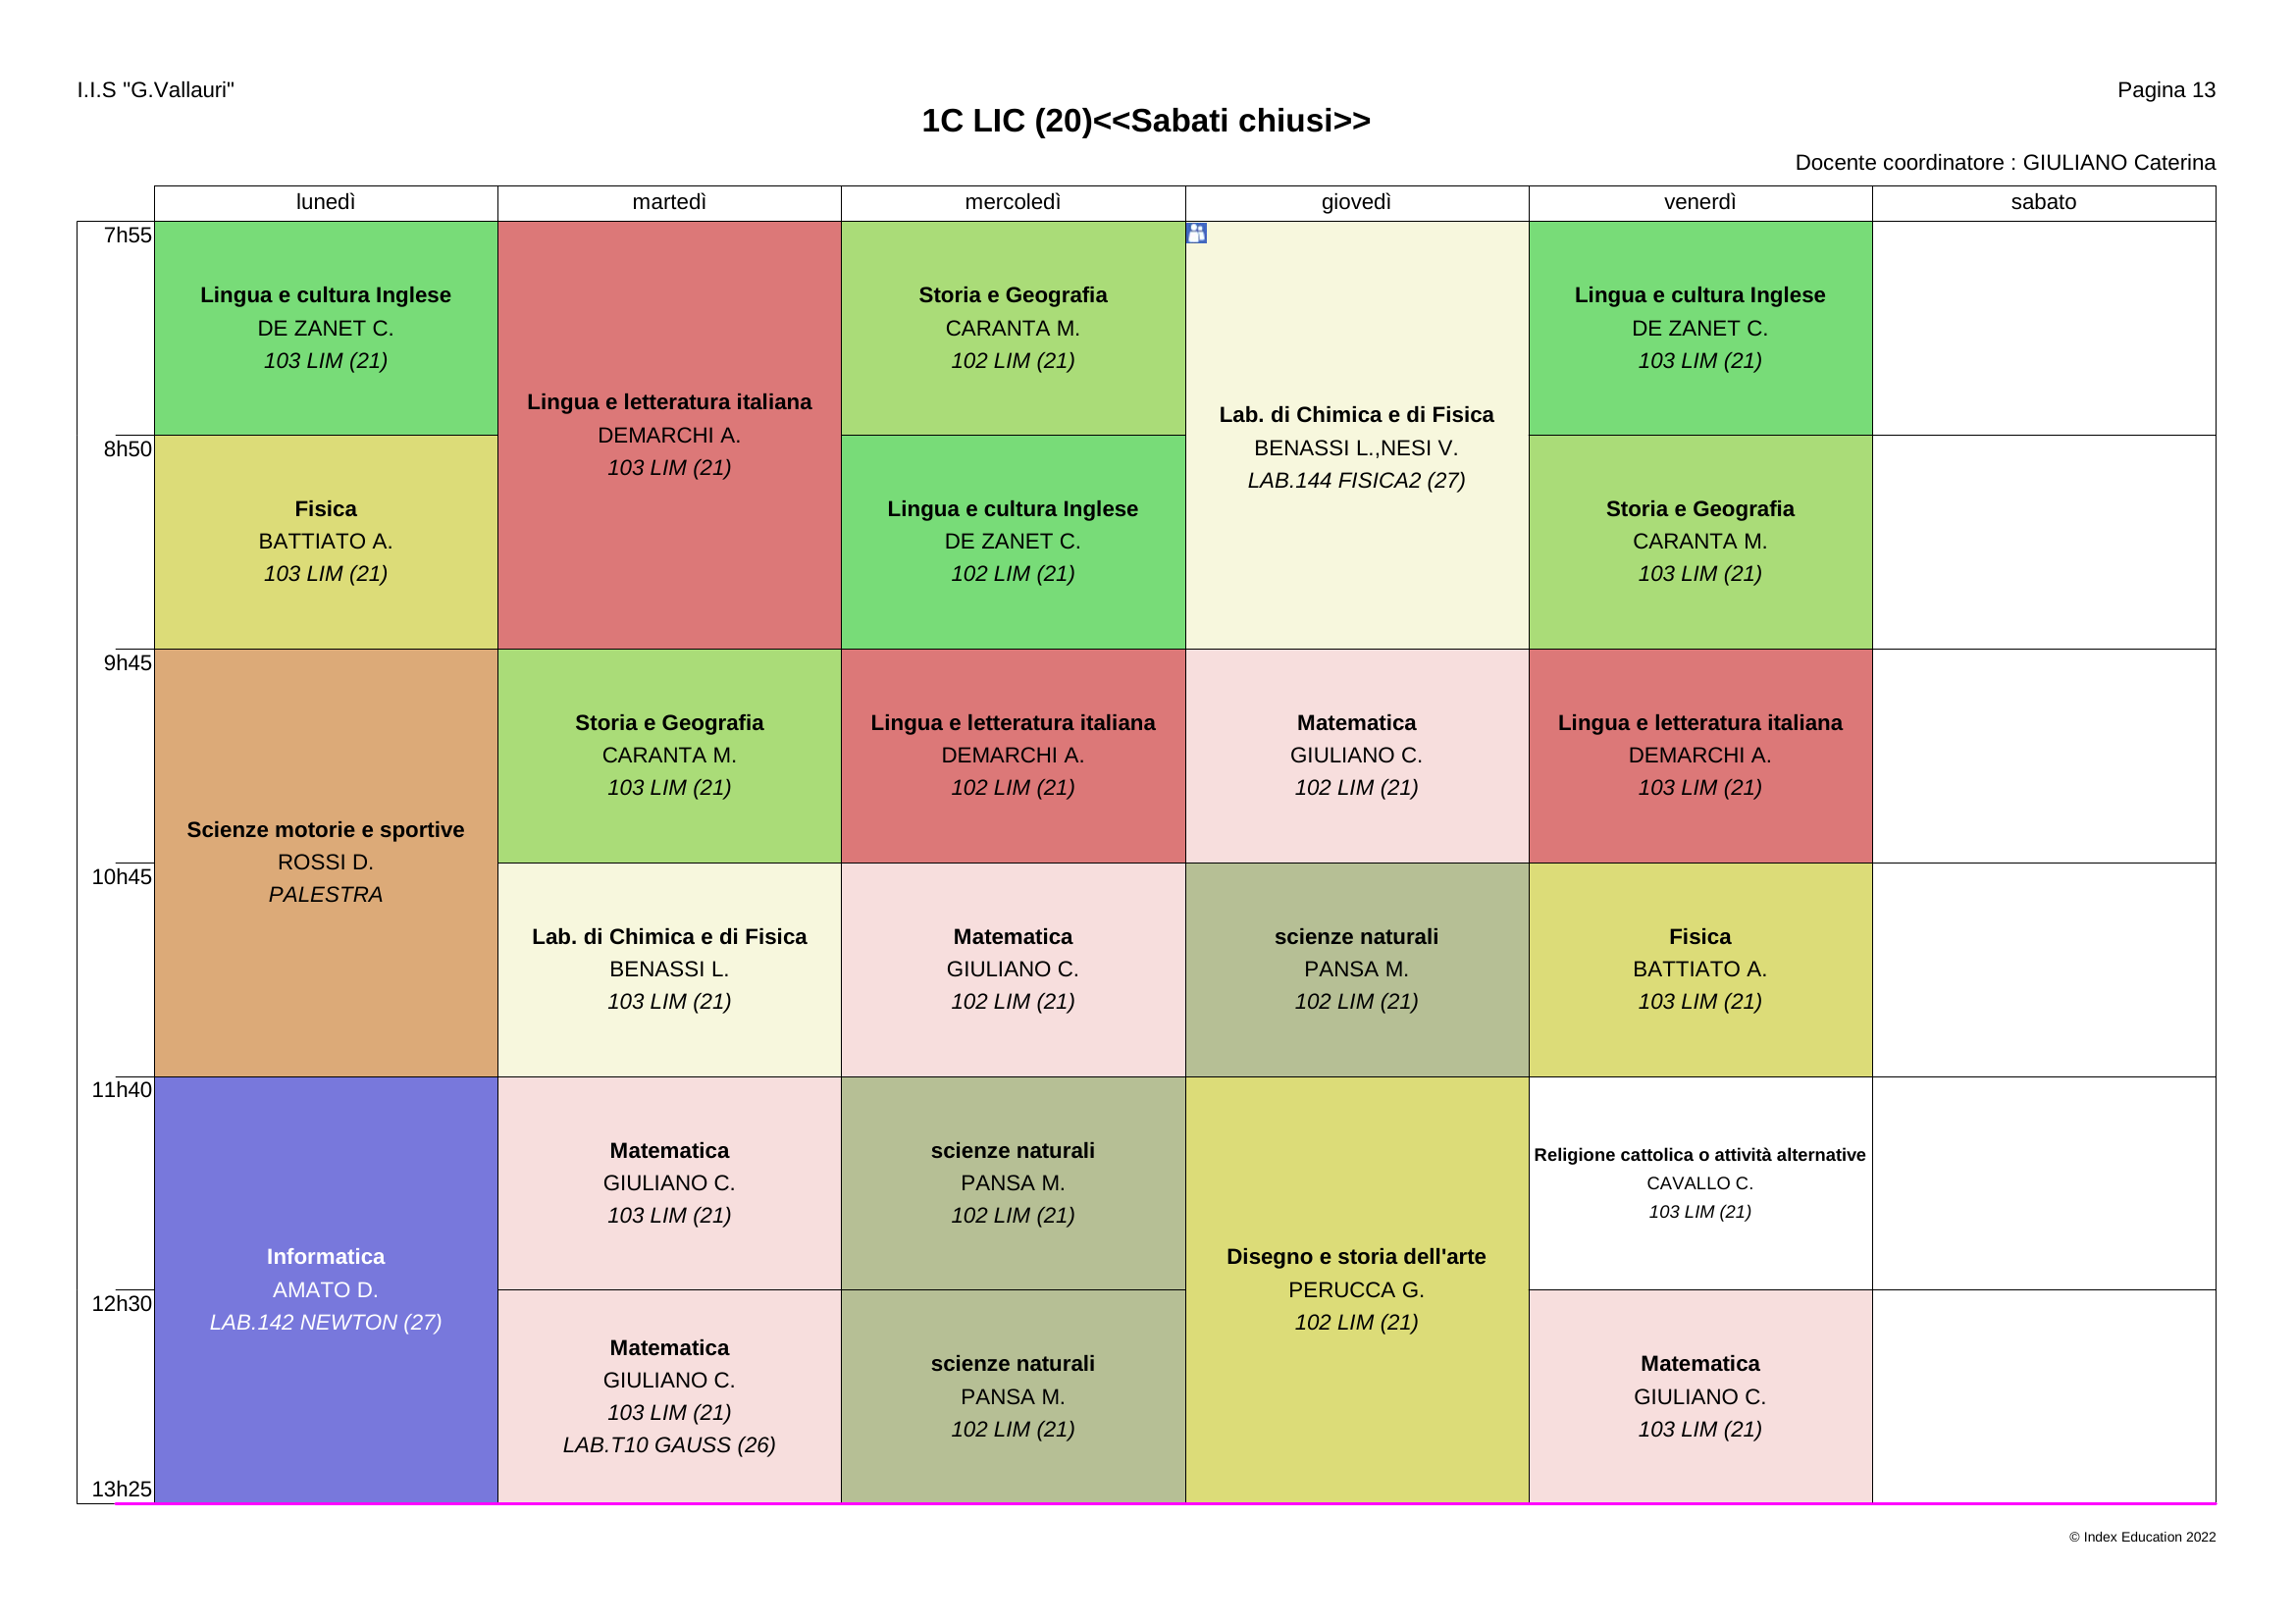 I.I.S "G.Vallauri"
Pagina 13
1C LIC (20)<<Sabati chiusi>>
Docente coordinatore : GIULIANO Caterina
lunedì
martedì
mercoledì
giovedì
venerdì
sabato
7h55
8h50
9h45
10h45
11h40
12h30
13h25
Lingua e cultura Inglese
DE ZANET C.
103 LIM (21)
Fisica
BATTIATO A.
103 LIM (21)
Scienze motorie e sportive
ROSSI D.
PALESTRA
Informatica
AMATO D.
LAB.142 NEWTON (27)
Lingua e letteratura italiana
DEMARCHI A.
103 LIM (21)
Storia e Geografia
CARANTA M.
103 LIM (21)
Lab. di Chimica e di Fisica
BENASSI L.
103 LIM (21)
Matematica
GIULIANO C.
103 LIM (21)
Matematica
GIULIANO C.
103 LIM (21)
LAB.T10 GAUSS (26)
Storia e Geografia
CARANTA M.
102 LIM (21)
Lingua e cultura Inglese
DE ZANET C.
102 LIM (21)
Lingua e letteratura italiana
DEMARCHI A.
102 LIM (21)
Matematica
GIULIANO C.
102 LIM (21)
scienze naturali
PANSA M.
102 LIM (21)
scienze naturali
PANSA M.
102 LIM (21)
Lab. di Chimica e di Fisica
BENASSI L.,NESI V.
LAB.144 FISICA2 (27)
Matematica
GIULIANO C.
102 LIM (21)
scienze naturali
PANSA M.
102 LIM (21)
Disegno e storia dell'arte
PERUCCA G.
102 LIM (21)
Lingua e cultura Inglese
DE ZANET C.
103 LIM (21)
Storia e Geografia
CARANTA M.
103 LIM (21)
Lingua e letteratura italiana
DEMARCHI A.
103 LIM (21)
Fisica
BATTIATO A.
103 LIM (21)
Religione cattolica o attività alternative
CAVALLO C.
103 LIM (21)
Matematica
GIULIANO C.
103 LIM (21)
© Index Education 2022